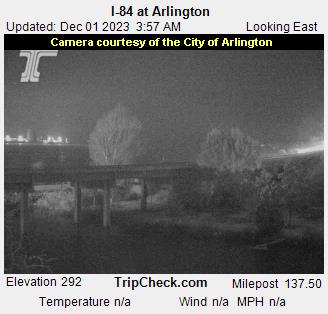 I-84 at Arlington
Updated: Dec 01 2023 3:57 AM Looking East
Camera courtesy of the City of Arlington
Elevation 292 TripCheck.com Milepost 137.50
Temperature n/a Wind n/a MPH n/a